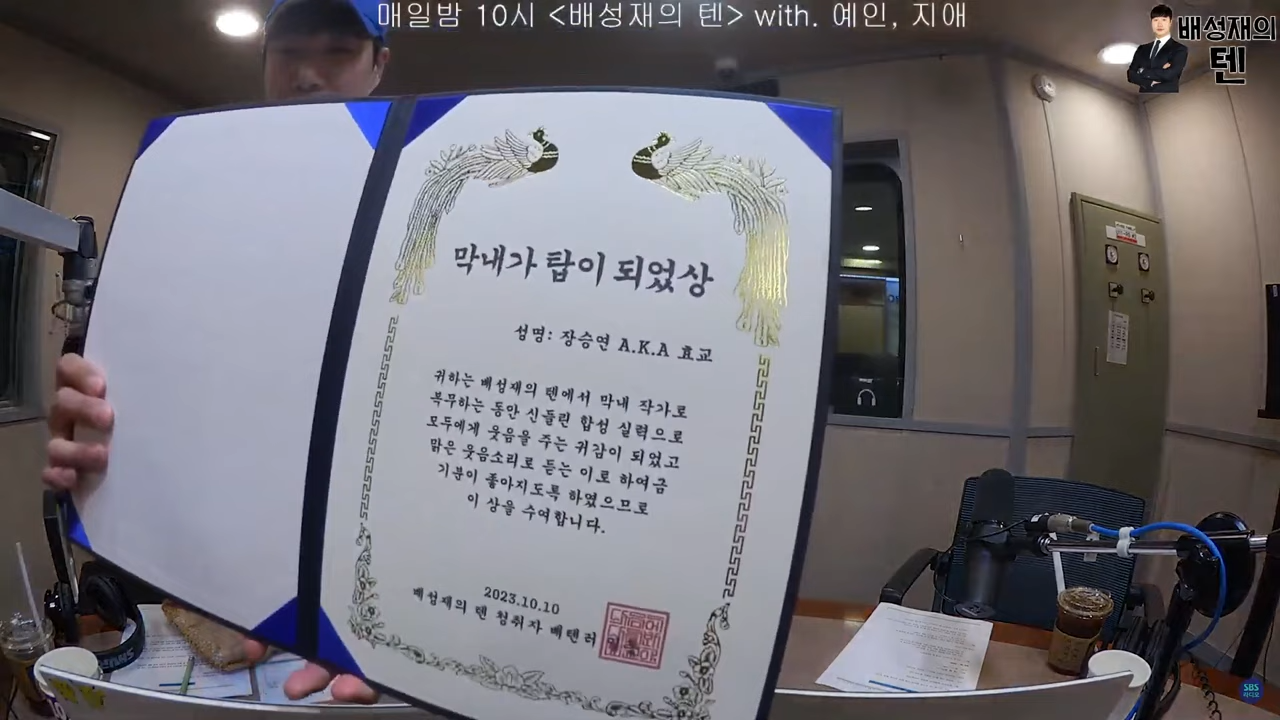 매일밤 10시 <배성재의 텐> with. 예인, 지애
배성재의
텐
막내가 탑이 되었상
성명: 장승연 A.K.A 효교
귀하는 배성재의 텐에서 막내 작가로
복무하는 동안 신들린 합성 실력으로
모두에게 웃음을 주는 귀감이 되었고
맑은 웃음소리로 듣는 이로 하여금
기분이 좋아지도록 하였으므로
이 상을 수여합니다.
2023.10.10
배성재의 텐 청취자 배텐러
SBS
라디오